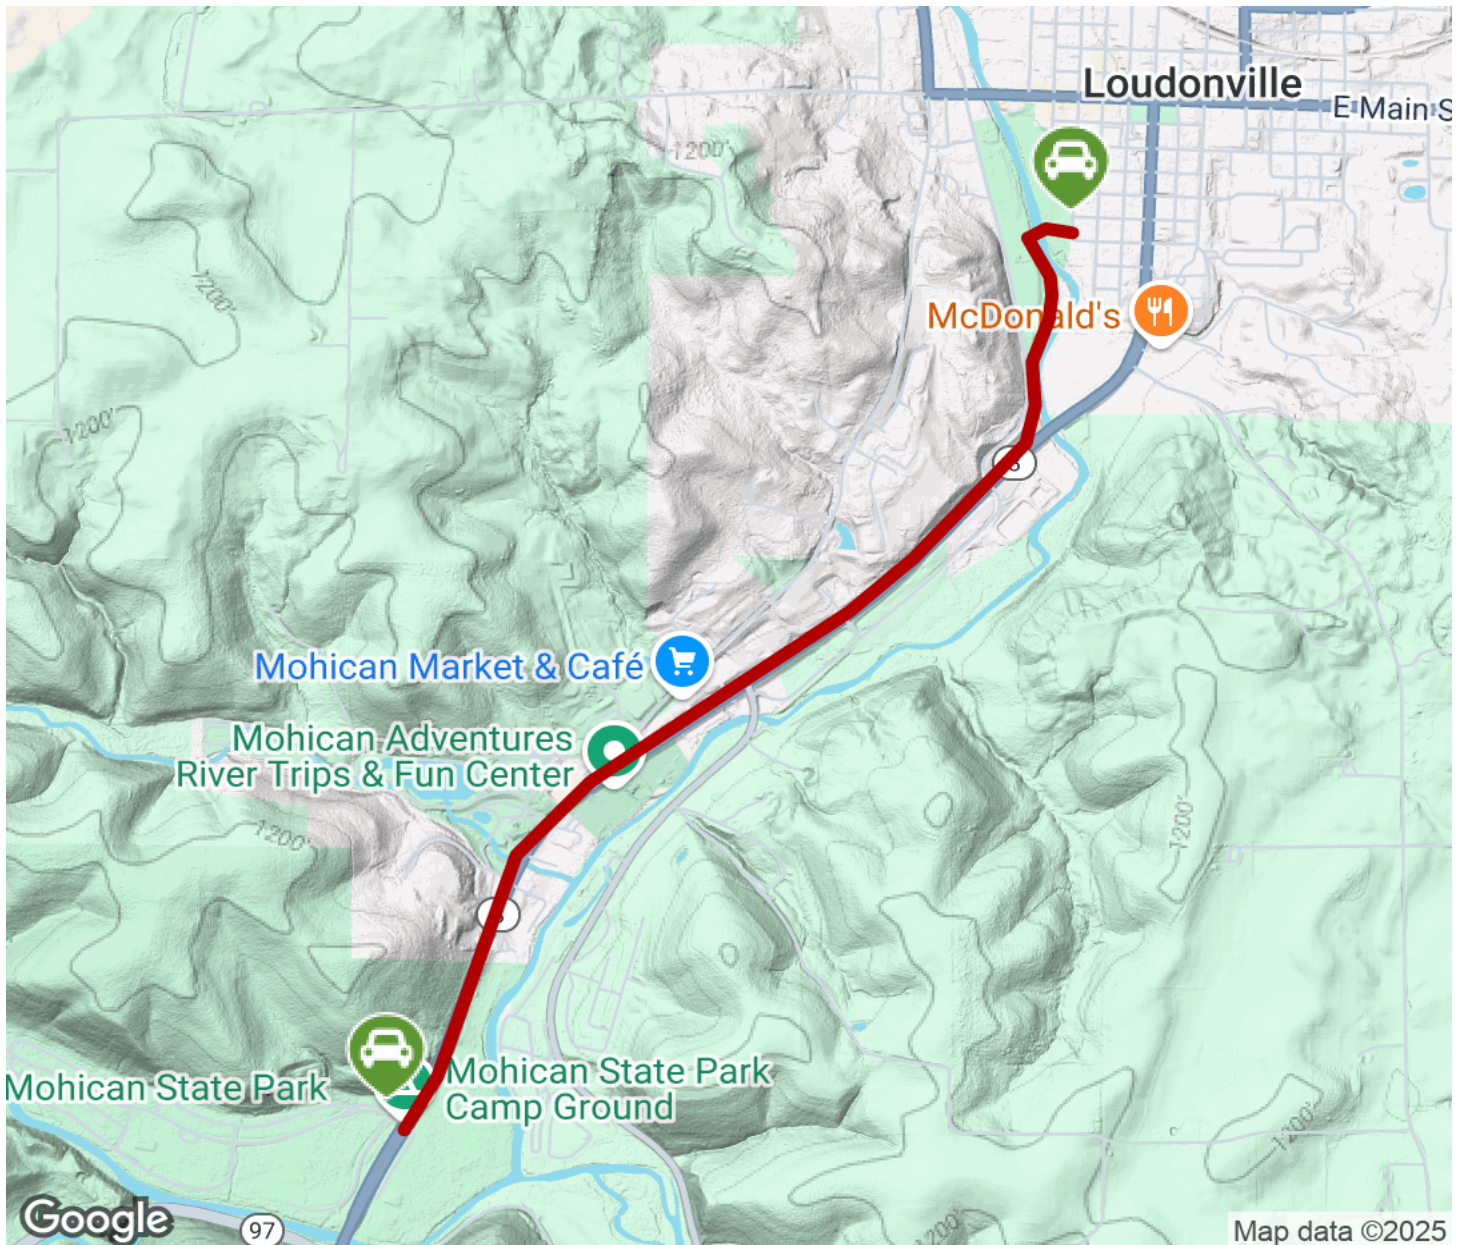 Loudonville
E Main S
1200'
1200'
McDonald's
1200'
3
Mohican Market & Café
Mohican Adventures
River Trips & Fun Center
1200'
1200'
Mohican State Park
Mohican State Park
Camp Ground
1200'
1200'
Google
97
Map data ©2025